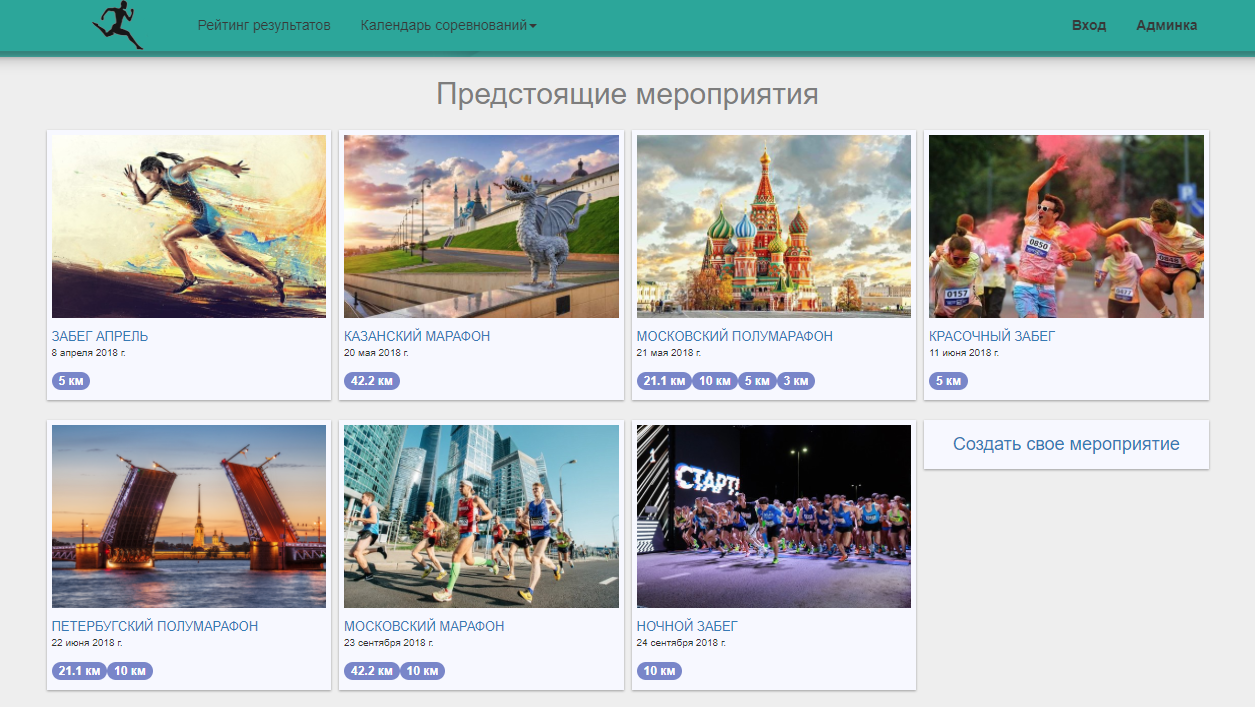 Рейтинг результатов
Календарь соревнований
Вход
Админка
Предстоящие мероприятия
0850
0848
0157
0877
ЗАБЕГ АПРЕЛЬ
8 апреля 2018 г.
5 км
КАЗАНСКИЙ МАРАФОН
20 мая 2018 г.
42.2 км
МОСКОВСКИЙ ПОЛУМАРАФОН
21 мая 2018 г.
21.1 км 10 км 5 км 3 км
КРАСОЧНЫЙ ЗАБЕГ
11 июня 2018 г.
5 км
Создать свое мероприятие
СТАРТ!
ПЕТЕРБУГСКИЙ ПОЛУМАРАФОН
22 июня 2018 г.
21.1 км 10 км
МОСКОВСКИЙ МАРАФОН
23 сентября 2018 г.
42.2 км 10 км
НОЧНОЙ ЗАБЕГ
24 сентября 2018 г.
10 км